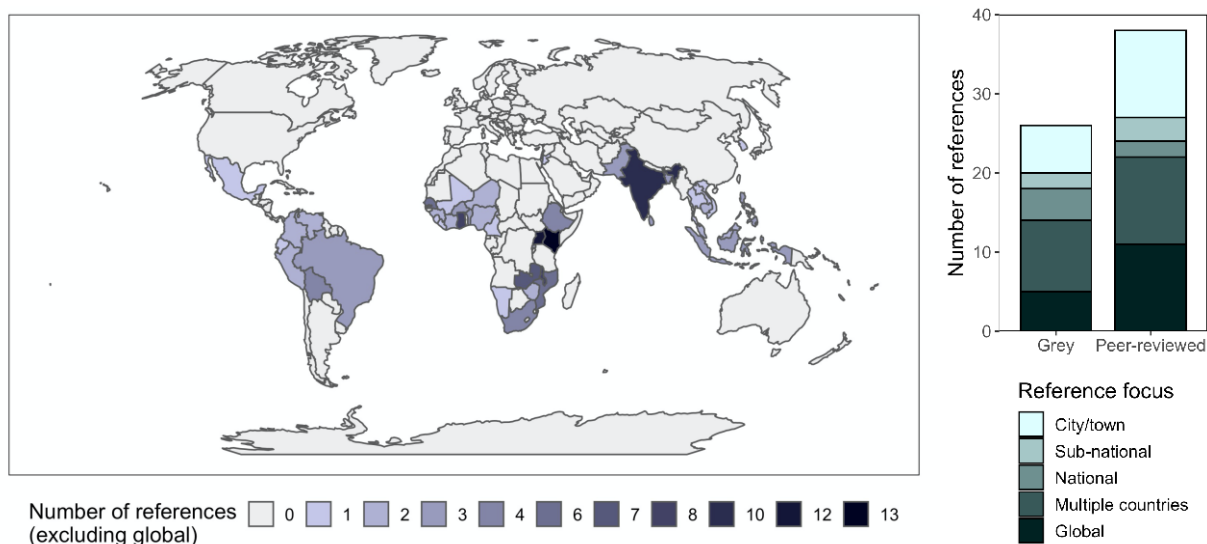 40
30
20
10
0
Number of references
Grey Peer-reviewed
Reference focus
City/town
Sub-national
National
Multiple countries
Global
Number of references
(excluding global)
0 1 2 3 4 6 7 8 10 12 13